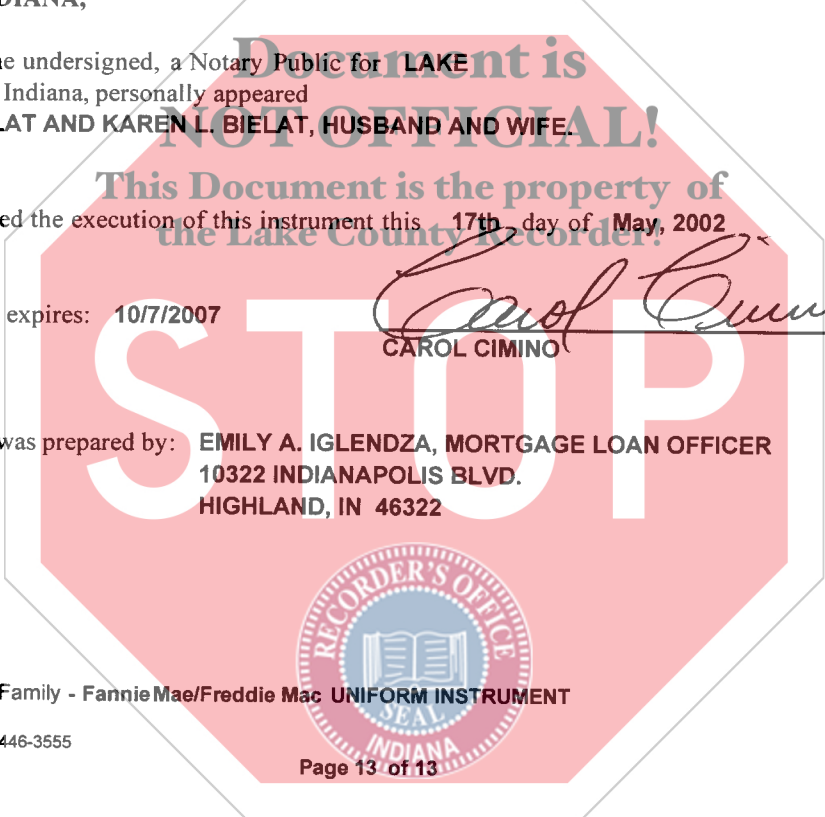 DIANA,
Document is
e undersigned, a Notary Public for LAKE
Indiana, personally appeared
NOT OFFICIAL!
LAT AND KAREN L. BIELAT, HUSBAND AND WIFE.
This Document is the property of
ed the execution of this instrument this 17th day of May, 2002
the Lake County Recorder!
Carol Cimin
expires: 10/7/2007
CAROL CIMINO
STOP
was prepared by: EMILY A. IGLENDZA, MORTGAGE LOAN OFFICER
10322 INDIANAPOLIS BLVD.
HIGHLAND, IN 46322
RECORDER'S OFFICE
Family - Fannie Mae/Freddie Mac UNIFORM INSTRUMENT
SEAL
446-3555
INDIANA
Page 13 of 13